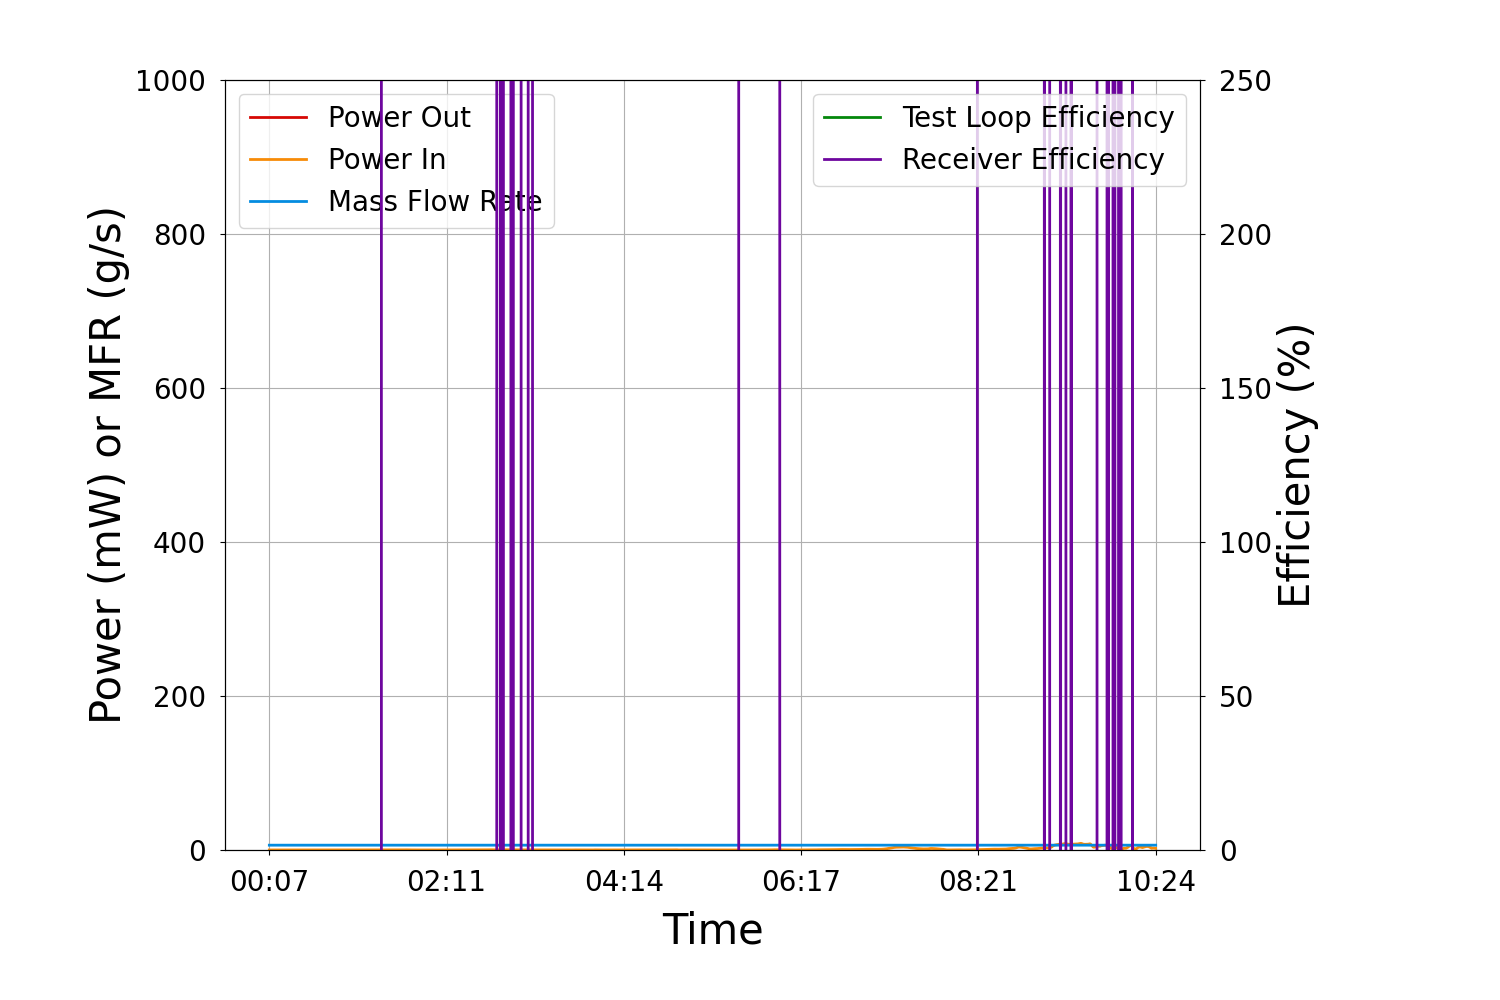 1000
800
600
400
200
0
Power (mW) or MFR (g/s)
Power Out
Power In
Mass Flow Rate
Test Loop Efficiency
Receiver Efficiency
250
200
150
100
50
0
Efficiency (%)
00:07 02:11 04:14 06:17 08:21 10:24
Time